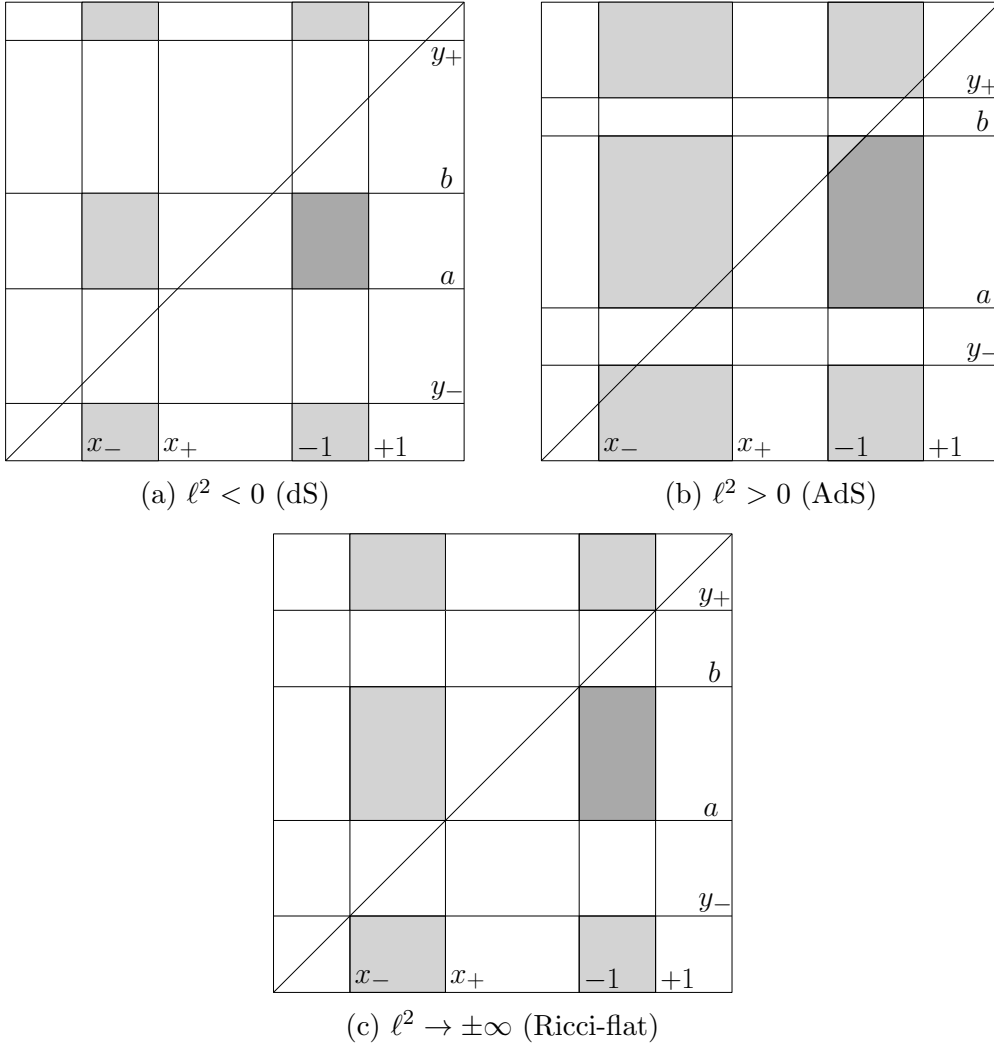 y₊
b
a
y₋
x₋ x₊ −1 +1
(a) ℓ² < 0 (dS)
y₊
b
a
y₋
x₋ x₊ −1 +1
(b) ℓ² > 0 (AdS)
y₊
b
a
y₋
x₋ x₊ −1 +1
(c) ℓ² → ±∞ (Ricci-flat)